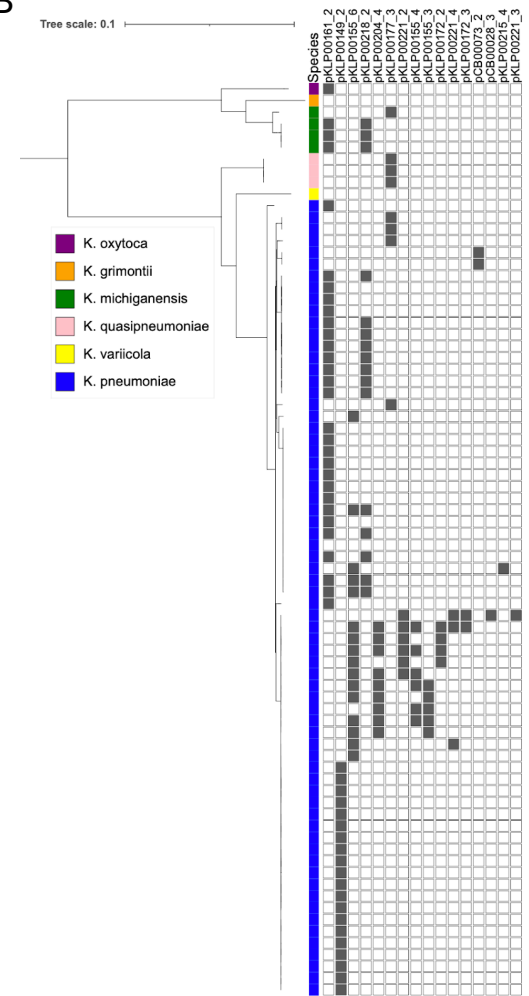 B
Tree scale: 0.1
Species
pKLP00161_2
pKLP00149_2
pKLP00155_6
pKLP00218_2
pKLP00204_4
pKLP00177_3
pKLP00221_2
pKLP00155_4
pKLP00155_3
pKLP00172_2
pKLP00221_4
pKLP00172_3
pCB00073_2
pCB00028_3
pKLP00215_4
pKLP00221_3
K. oxytoca
K. grimontii
K. michiganensis
K. quasipneumoniae
K. variicola
K. pneumoniae